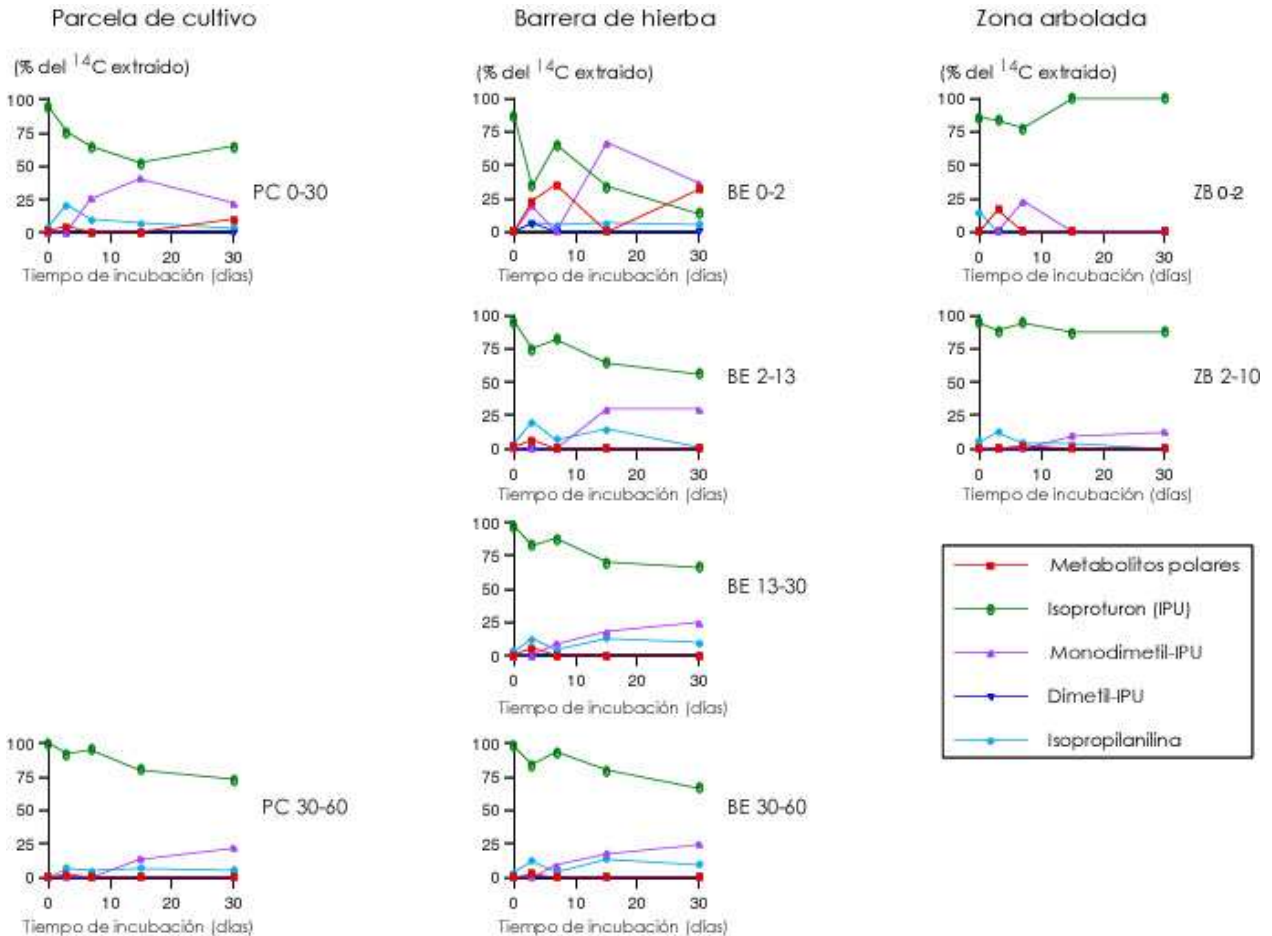 Parcela de cultivo
Barrera de hierba
Zona arbolada
(% del 14C extraido)
(% del 14C extraido)
(% del 14C extraido)
100
75
50
25
0
0 10 20 30
Tiempo de incubación (días)
PC 0-30
100
75
50
25
0
0 10 20 30
Tiempo de incubación (días)
BE 0-2
100
75
50
25
0
0 10 20 30
Tiempo de incubación (días)
ZB 0-2
100
75
50
25
0
0 10 20 30
Tiempo de incubación (días)
BE 2-13
100
75
50
25
0
0 10 20 30
Tiempo de incubación (días)
ZB 2-10
100
75
50
25
0
0 10 20 30
Tiempo de incubación (días)
BE 13-30
Metabolitos polares
Isoproturon (IPU)
Monodimetil-IPU
Dimetil-IPU
Isopropilanilina
100
75
50
25
0
0 10 20 30
Tiempo de incubación (días)
PC 30-60
100
75
50
25
0
0 10 20 30
Tiempo de incubación (días)
BE 30-60